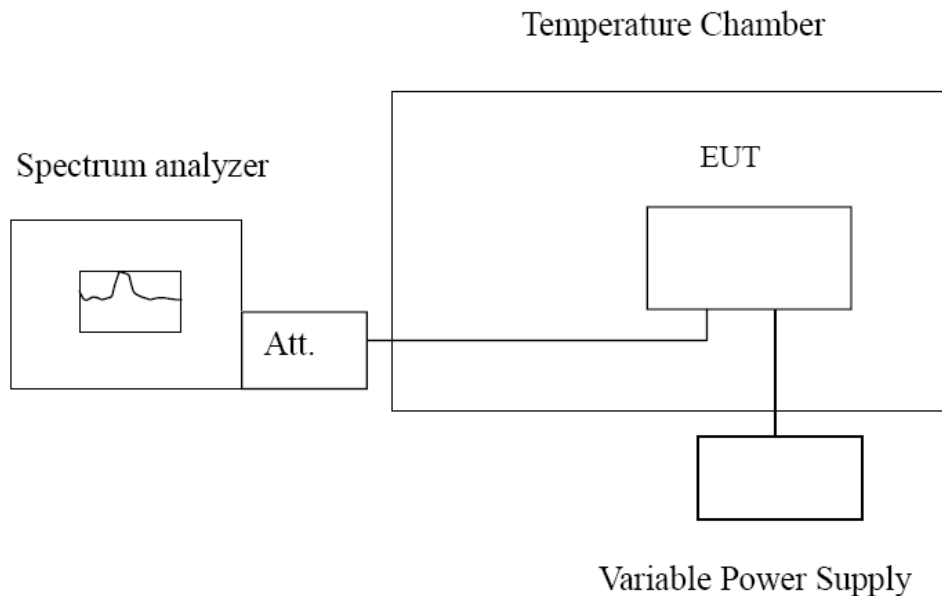 Temperature Chamber
Spectrum analyzer
EUT
Att.
Variable Power Supply